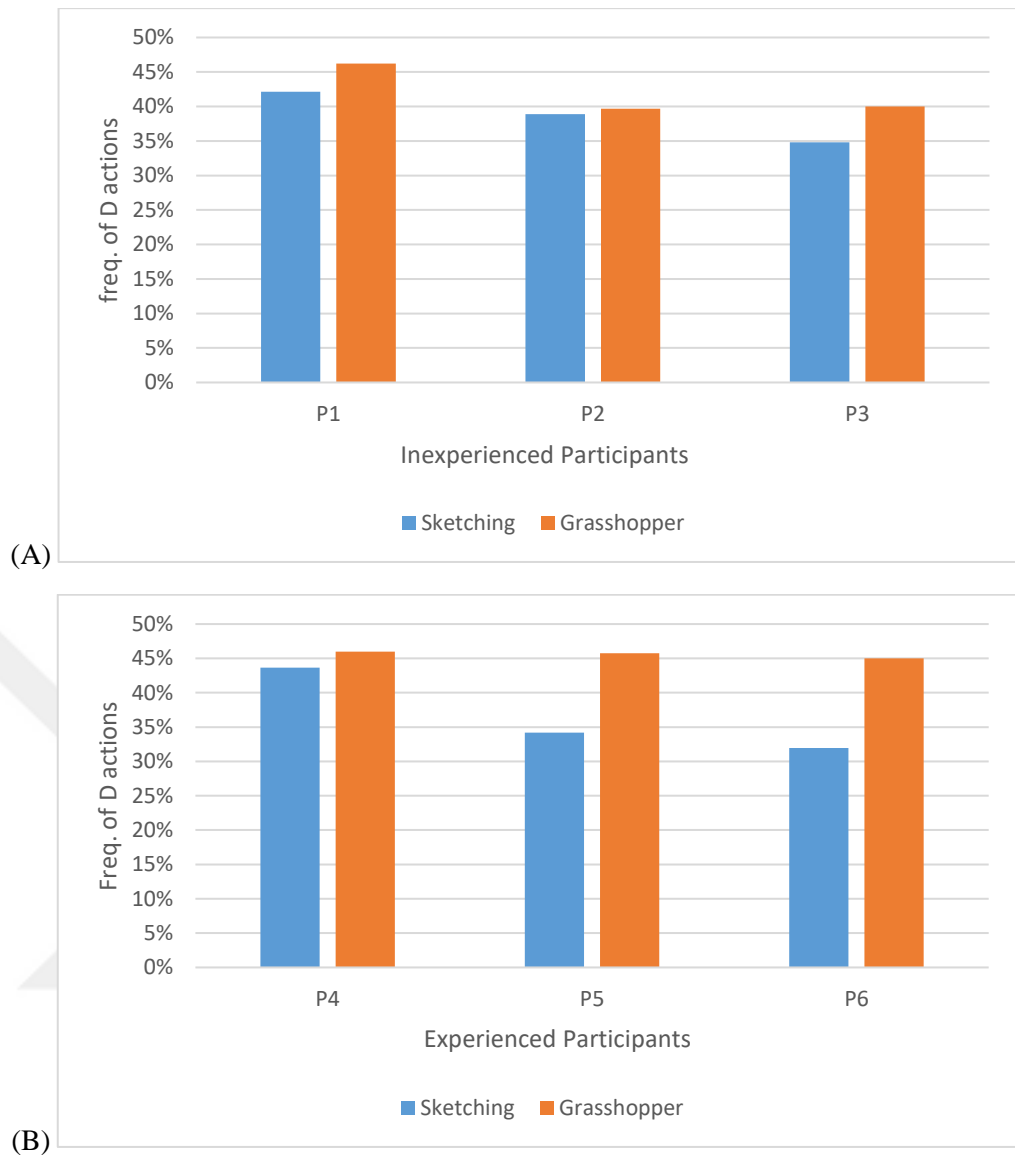 50%
45%
40%
35%
30%
25%
20%
15%
10%
5%
0%
freq. of D actions
P1 P2 P3
Inexperienced Participants
Sketching Grasshopper
(A)
50%
45%
40%
35%
30%
25%
20%
15%
10%
5%
0%
Freq. of D actions
P4 P5 P6
Experienced Participants
Sketching Grasshopper
(B)